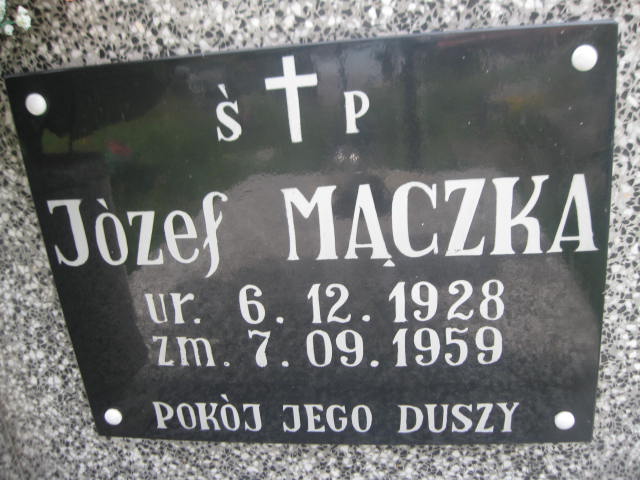 Ṡ P
Jòzef MĄCZKA
ur. 6. 12. 1928
zm. 7. 09. 1959
POKÒJ JEGO DUSZY